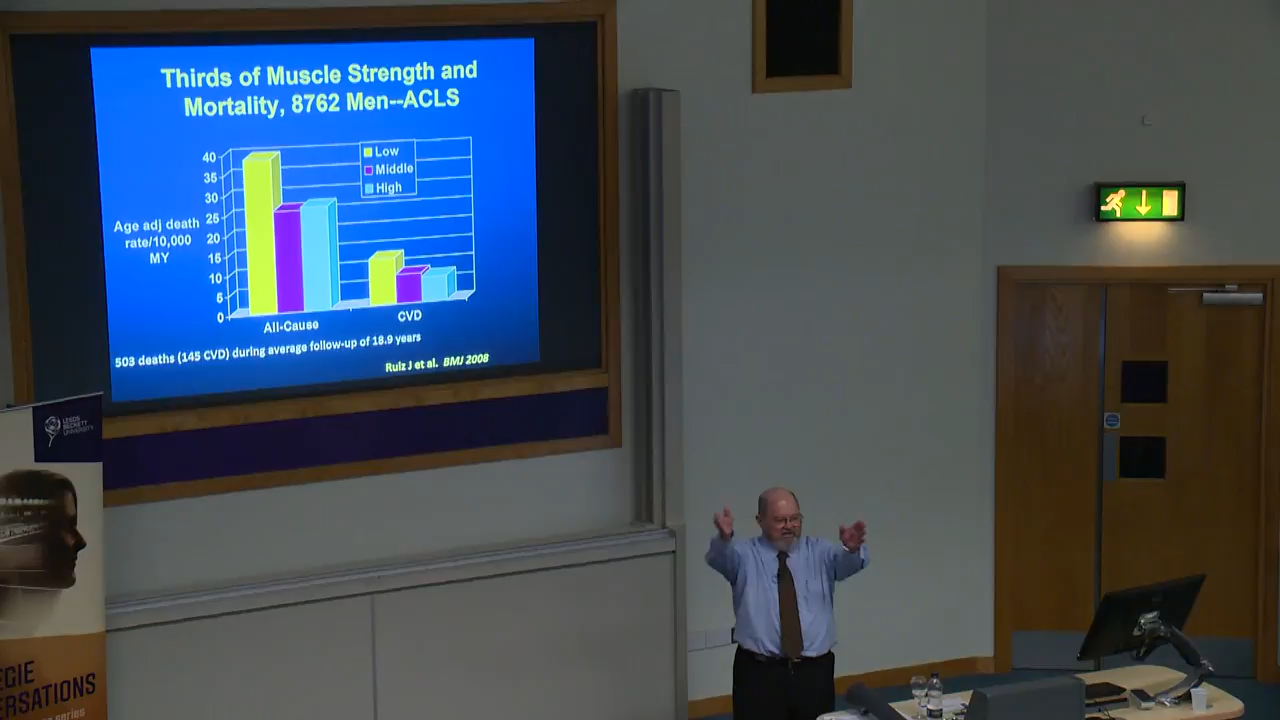 Thirds of Muscle Strength and
Mortality, 8762 Men--ACLS
40
35
30
25
20
15
10
5
0
Low
Middle
High
Age adj death
rate/10,000
MY
All-Cause
CVD
503 deaths (145 CVD) during average follow-up of 18.9 years
Ruiz J et al. BMJ 2008
LEEDS
BECKETT
UNIVERSITY
EGIE
ERSATIONS
series